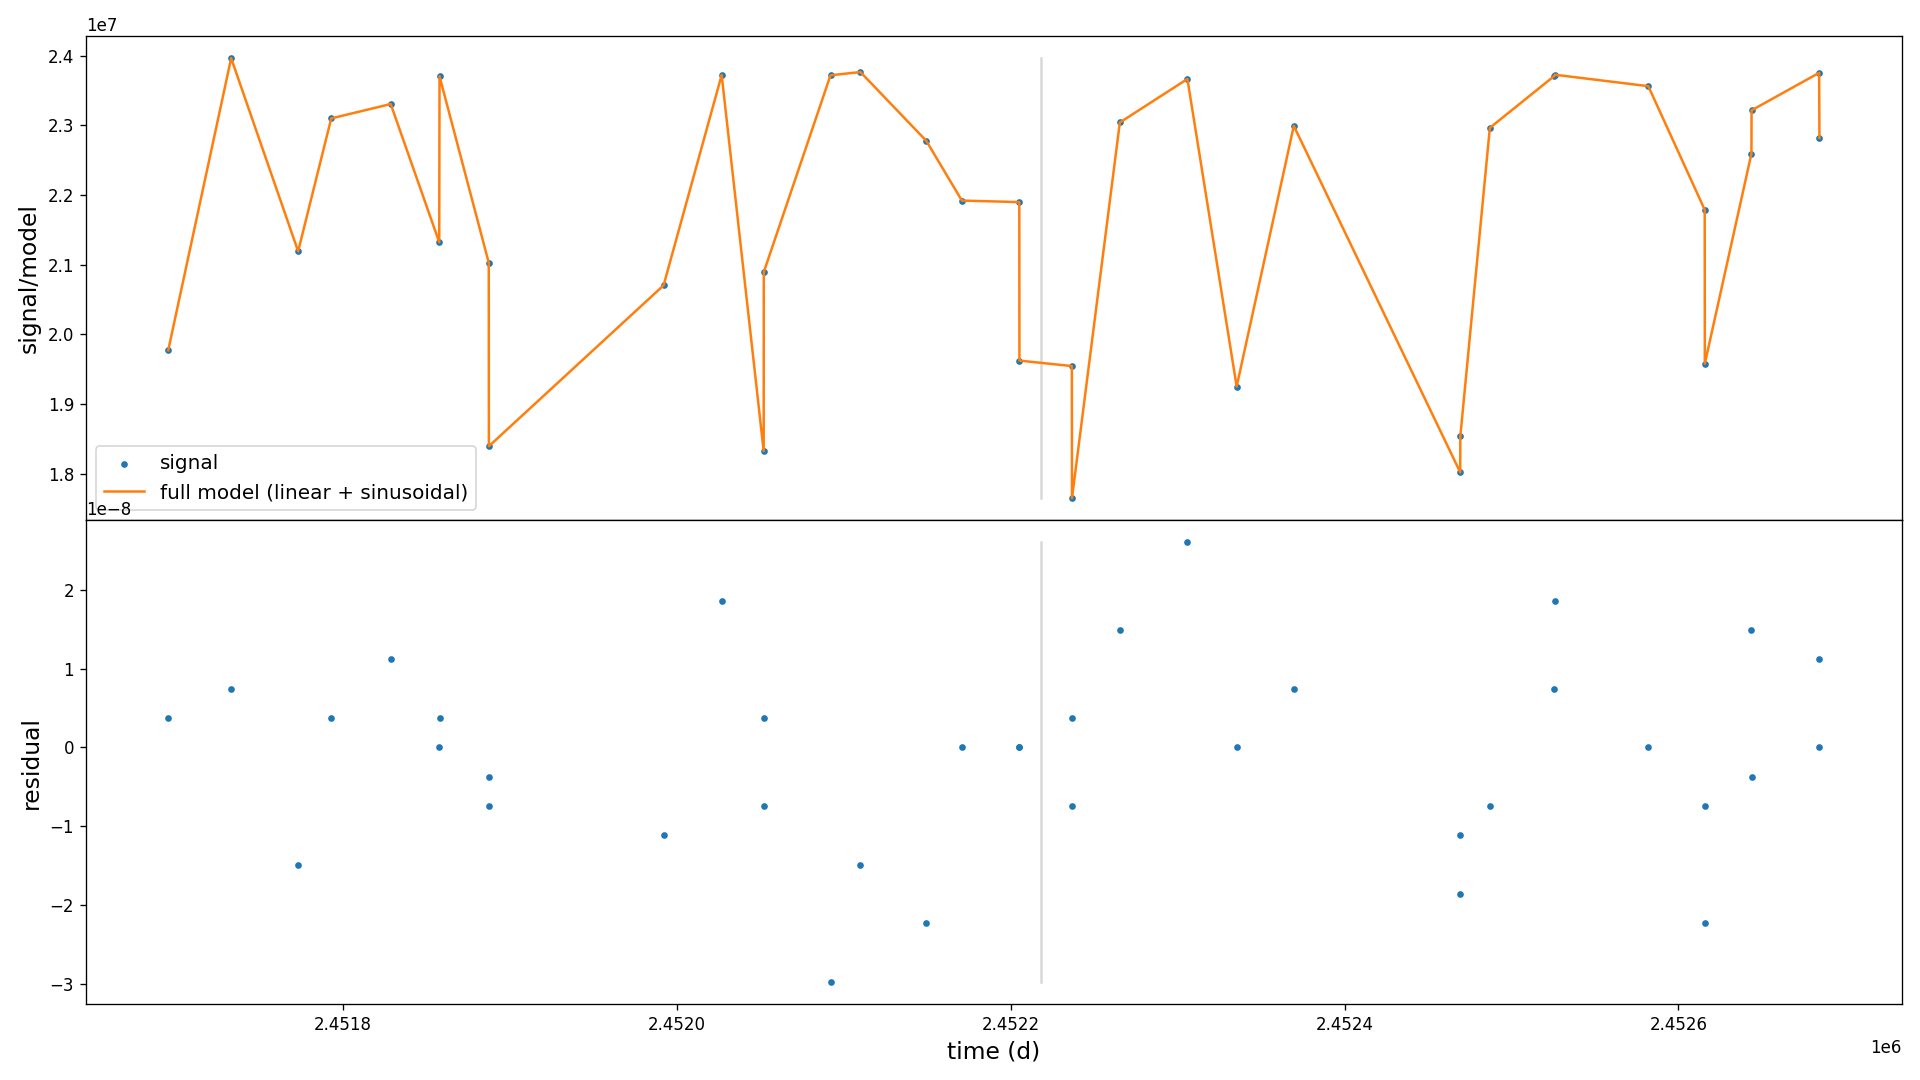 1e7
2.4
2.3
2.2
2.1
2.0
1.9
1.8
signal/model
signal
full model (linear + sinusoidal)
1e−8
2
1
0
−1
−2
−3
residual
2.4518
2.4520
2.4522
2.4524
2.4526
time (d)
1e6